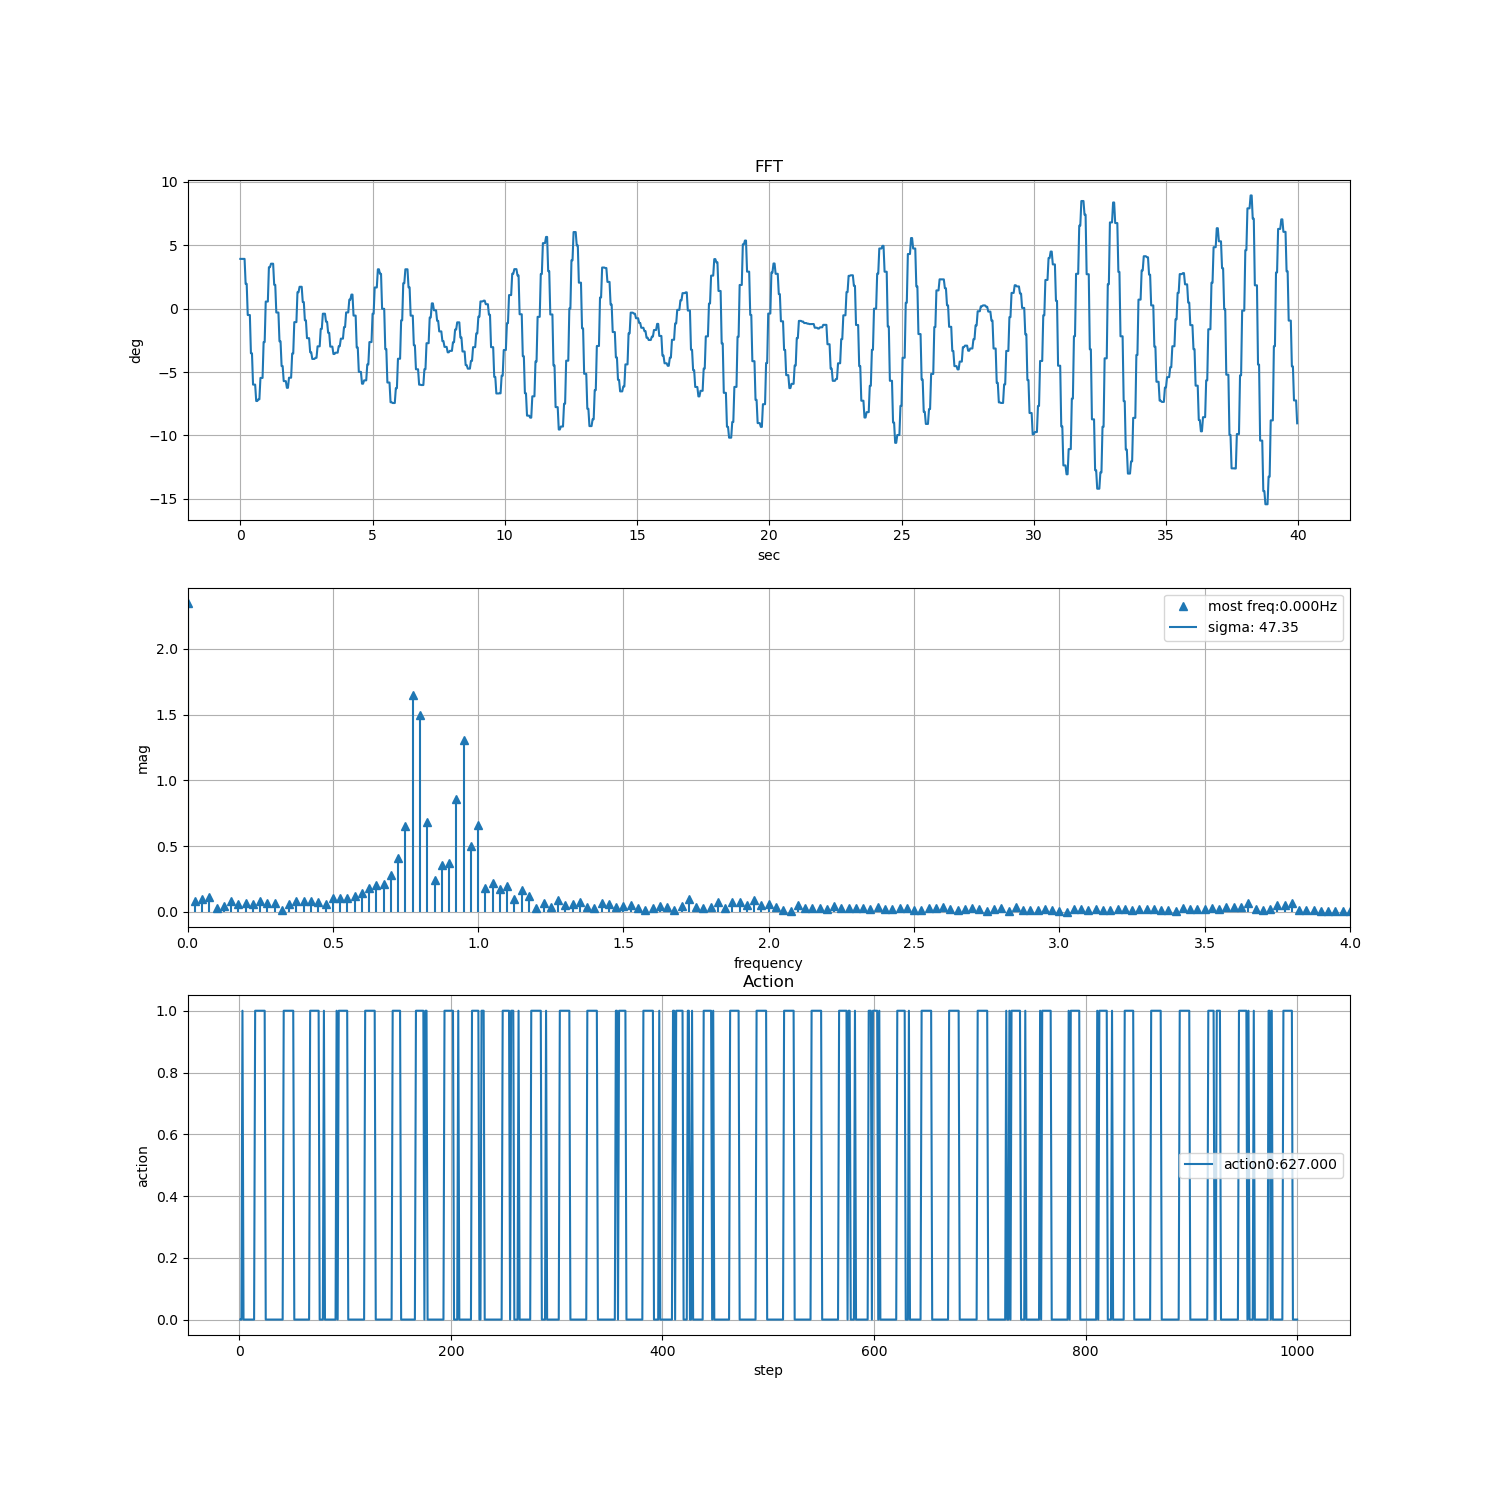 FFT
10
5
0
−5
−10
−15
deg
0 5 10 15 20 25 30 35 40
sec
most freq:0.000Hz
sigma: 47.35
2.0
1.5
1.0
0.5
0.0
mag
0.0 0.5 1.0 1.5 2.0 2.5 3.0 3.5 4.0
frequency
Action
1.0
0.8
0.6
0.4
0.2
0.0
action
action0:627.000
0 200 400 600 800 1000
step